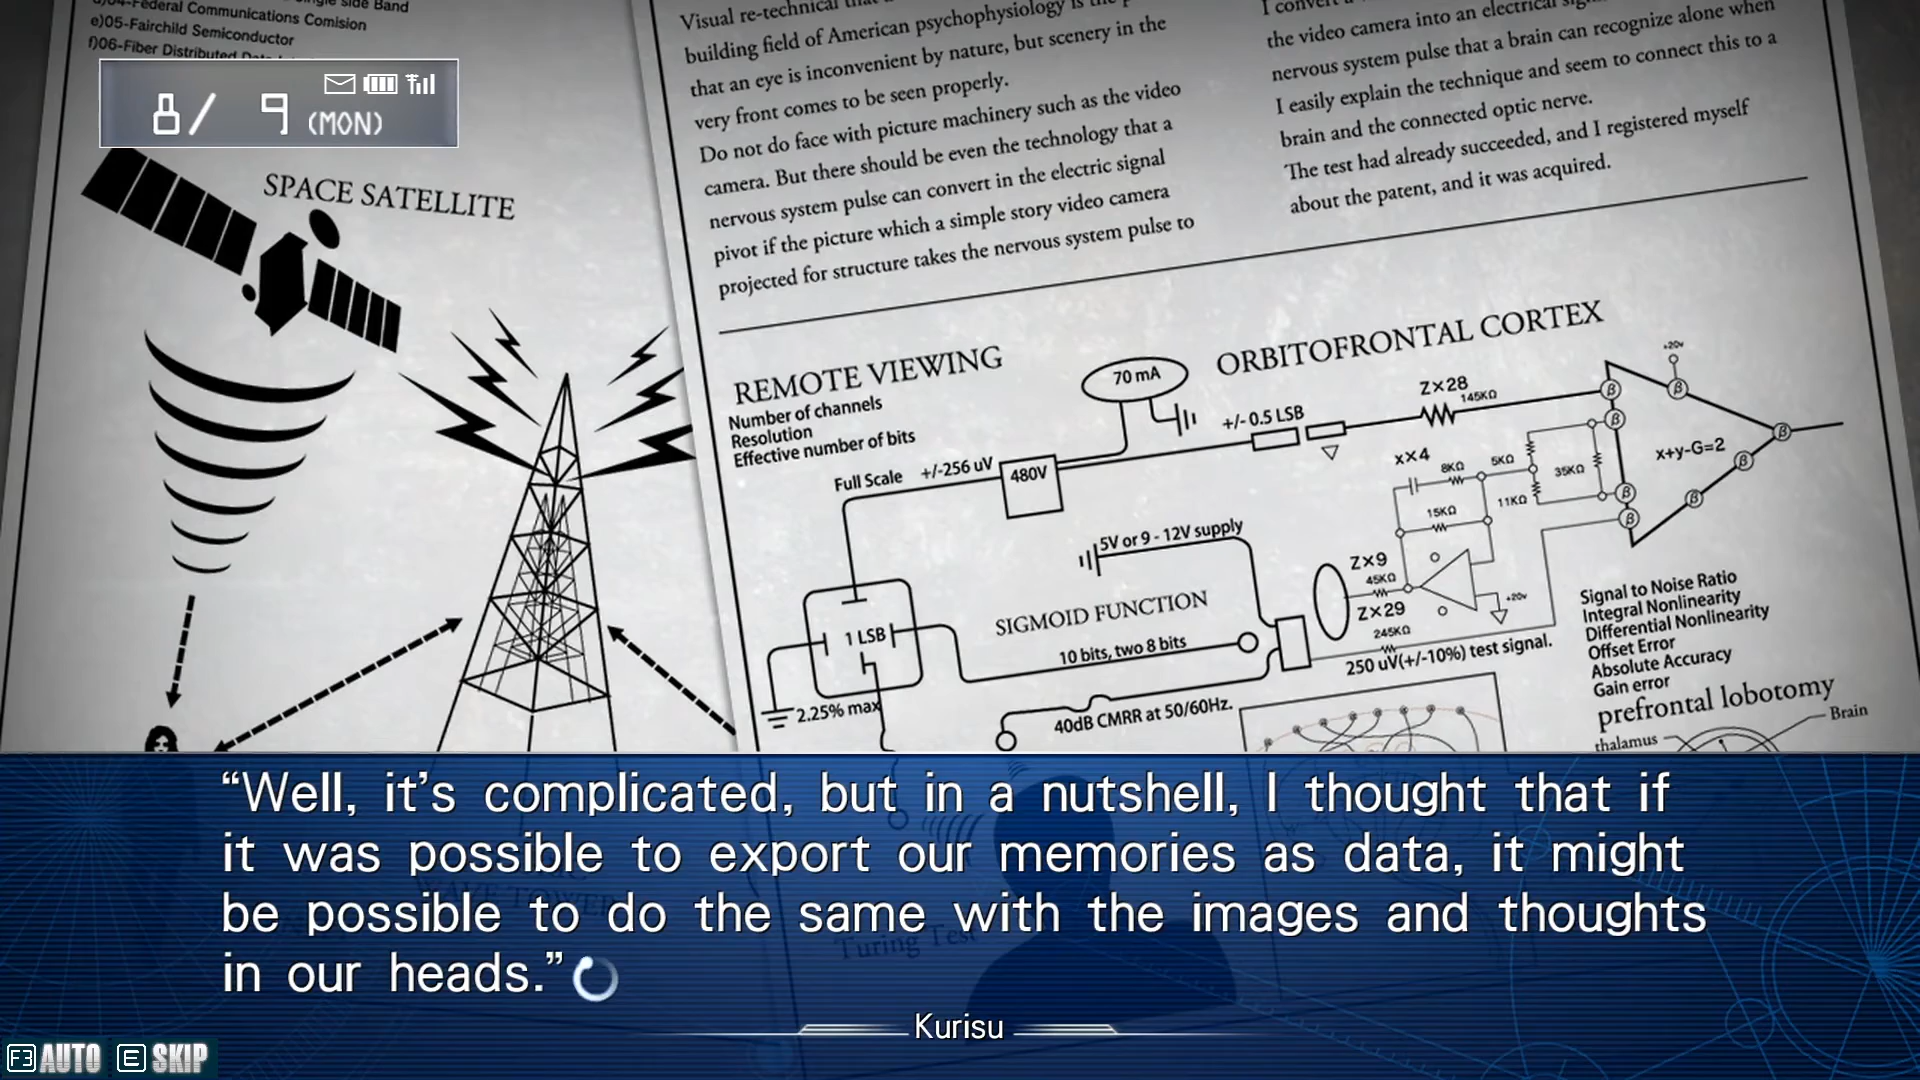 Federal Communications Comision
e)05-Fairchild Semiconductor
f)06-Fiber Distributed
8/ 9 (MON)
SPACE SATELLITE
Visual re-technical that
building field of American psychophysiology is the
that an eye is inconvenient by nature, but scenery in the
very front comes to be seen properly.
Do not do face with picture machinery such as the video
camera. But there should be even the technology that a
nervous system pulse can convert in the electric signal
pivot if the picture which a simple story video camera
projected for structure takes the nervous system pulse to
the video camera into an electrical
nervous system pulse that a brain can recognize alone when
I easily explain the technique and seem to connect this to a
brain and the connected optic nerve.
The test had already succeeded, and I registered myself
about the patent, and it was acquired.
REMOTE VIEWING
Number of channels
Resolution
Effective number of bits
ORBITOFRONTAL CORTEX
70 mA
+/- 0.5 LSB
Z×28
145KΩ
+20v
β
β
β
x+y-G=2
β
β
β
β
β
Full Scale +/-256 uV
480V
x×4
8KΩ
5KΩ
35KΩ
11KΩ
15KΩ
5V or 9 - 12V supply
Z×9
45KΩ
Z×29
245KΩ
+20v
SIGMOID FUNCTION
1 LSB
10 bits, two 8 bits
250 uV(+/-10%) test signal.
2.25% max
40dB CMRR at 50/60Hz.
Signal to Noise Ratio
Integral Nonlinearity
Differential Nonlinearity
Offset Error
Absolute Accuracy
Gain error
prefrontal lobotomy
Brain
thalamus
“Well, it’s complicated, but in a nutshell, I thought that if
it was possible to export our memories as data, it might
be possible to do the same with the images and thoughts
in our heads.”
Turing Test
Kurisu
F3 AUTO E SKIP